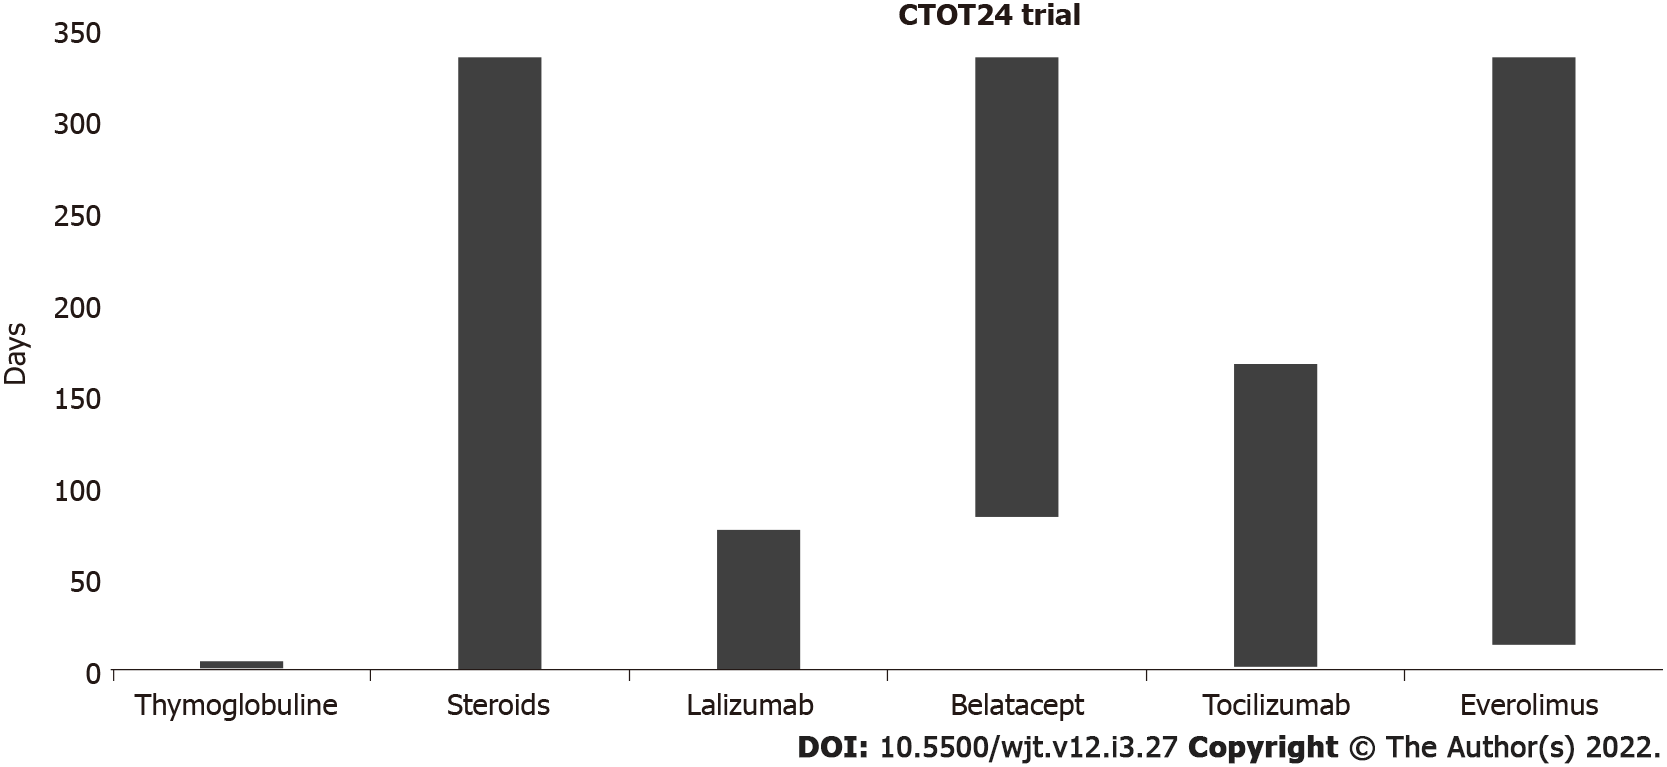 CTOT24 trial
350
300
250
200
150
100
50
0
Days
Thymoglobuline Steroids Lalizumab Belatacept Tocilizumab Everolimus
DOI: 10.5500/wjt.v12.i3.27 Copyright © The Author(s) 2022.